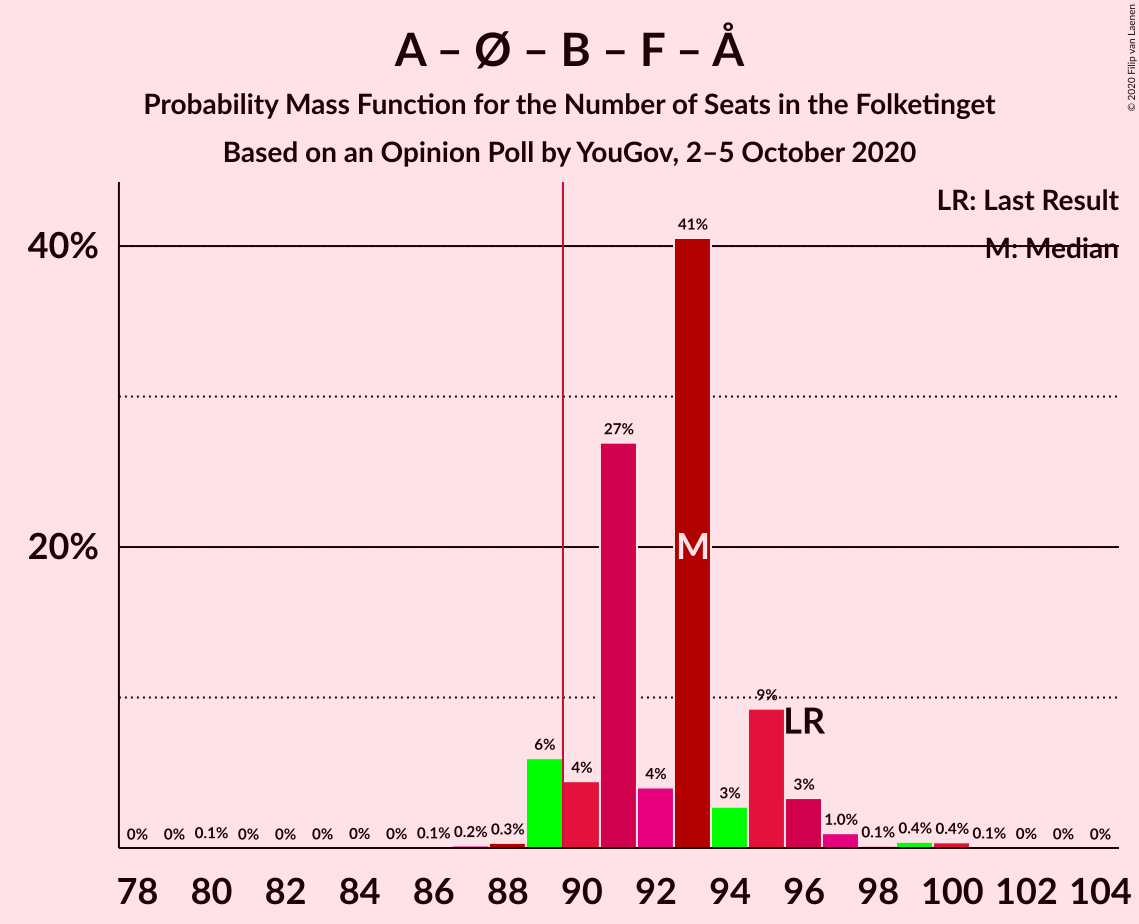 A – Ø – B – F – Å
Probability Mass Function for the Number of Seats in the Folketinget
Based on an Opinion Poll by YouGov, 2–5 October 2020
© 2020 Filip van Laenen
LR: Last Result
M: Median
40%
20%
0% 0% 0.1% 0% 0% 0% 0% 0% 0.1% 0.2% 0.3% 6% 4% 27% 4% 41% 3% 9% 3% 1.0% 0.1% 0.4% 0.4% 0.1% 0% 0% 0%
M
LR
78 80 82 84 86 88 90 92 94 96 98 100 102 104